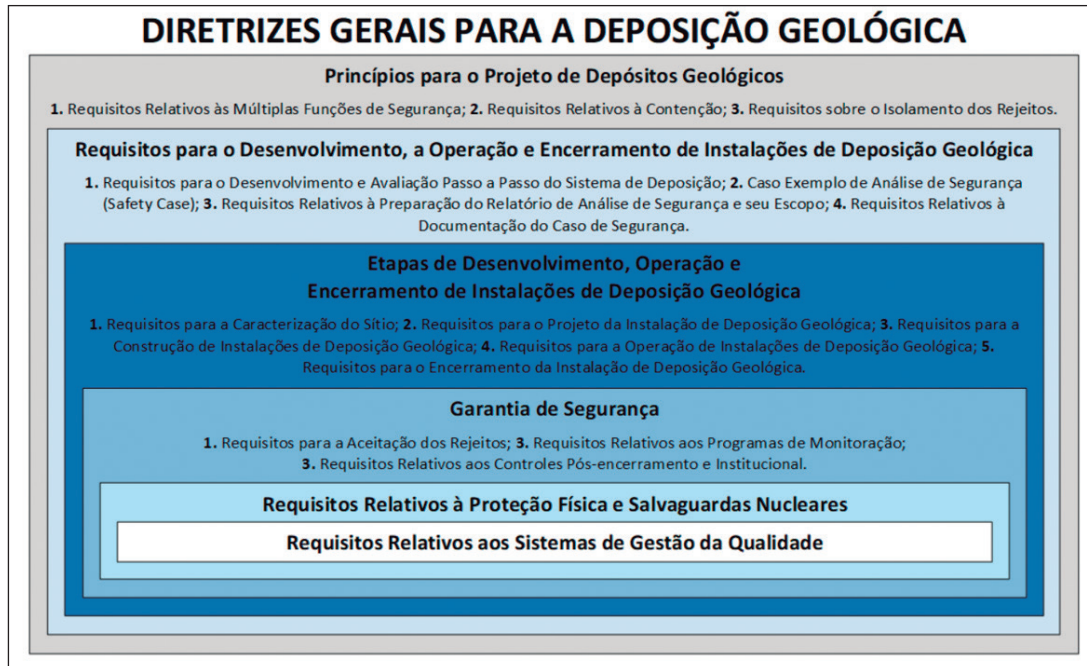 DIRETRIZES GERAIS PARA A DEPOSIÇÃO GEOLÓGICA
Princípios para o Projeto de Depósitos Geológicos
1. Requisitos Relativos às Múltiplas Funções de Segurança; 2. Requisitos Relativos à Contenção; 3. Requisitos sobre o Isolamento dos Rejeitos.
Requisitos para o Desenvolvimento, a Operação e Encerramento de Instalações de Deposição Geológica
1. Requisitos para o Desenvolvimento e Avaliação Passo a Passo do Sistema de Deposição; 2. Caso Exemplo de Análise de Segurança
(Safety Case); 3. Requisitos Relativos à Preparação do Relatório de Análise de Segurança e seu Escopo; 4. Requisitos Relativos à
Documentação do Caso de Segurança.
Etapas de Desenvolvimento, Operação e
Encerramento de Instalações de Deposição Geológica
1. Requisitos para a Caracterização do Sítio; 2. Requisitos para o Projeto da Instalação de Deposição Geológica; 3. Requisitos para a
Construção de Instalações de Deposição Geológica; 4. Requisitos para a Operação de Instalações de Deposição Geológica; 5.
Requisitos para o Encerramento da Instalação de Deposição Geológica.
Garantia de Segurança
1. Requisitos para a Aceitação dos Rejeitos; 3. Requisitos Relativos aos Programas de Monitoração;
3. Requisitos Relativos aos Controles Pós-encerramento e Institucional.
Requisitos Relativos à Proteção Física e Salvaguardas Nucleares
Requisitos Relativos aos Sistemas de Gestão da Qualidade